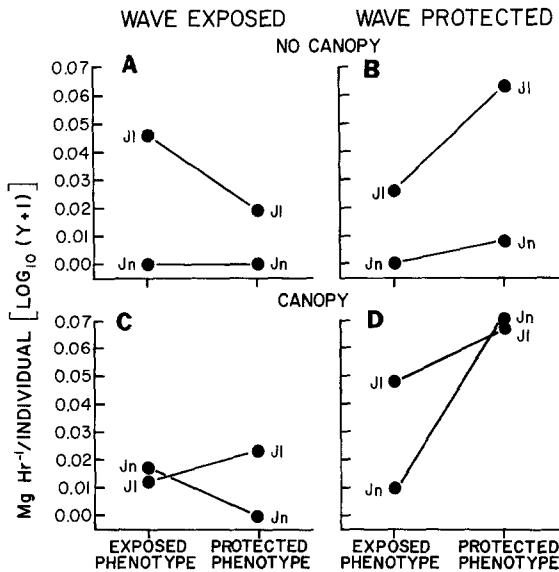 WAVE EXPOSED WAVE PROTECTED
NO CANOPY
A B
0.07
0.06
0.05
0.04
0.03
0.02
0.01
0.00
Jl Jl
Jn Jn
Jl Jl
Jn Jn
CANOPY
C D
0.07
0.06
0.05
0.04
0.03
0.02
0.01
0.00
Jn Jl
Jl Jn
Jl Jn
Jn Jl
Mg Hr⁻¹/INDIVIDUAL [LOG₁₀ (Y+1)]
EXPOSED PROTECTED EXPOSED PROTECTED
PHENOTYPE PHENOTYPE PHENOTYPE PHENOTYPE